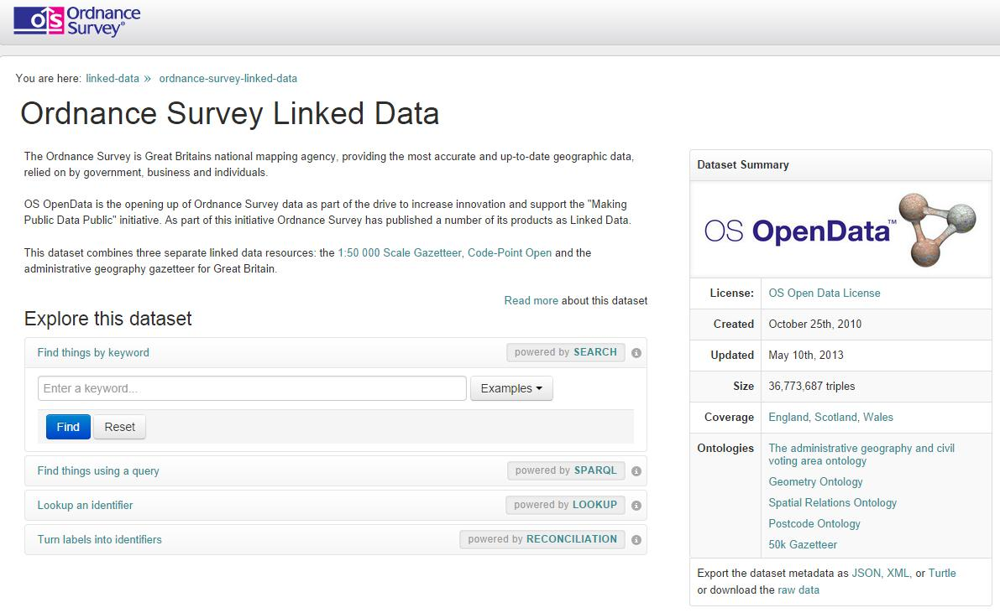 Ordnance
Survey®
You are here: linked-data » ordnance-survey-linked-data
Ordnance Survey Linked Data
The Ordnance Survey is Great Britains national mapping agency, providing the most accurate and up-to-date geographic data,
relied on by government, business and individuals.
OS OpenData is the opening up of Ordnance Survey data as part of the drive to increase innovation and support the "Making
Public Data Public" initiative. As part of this initiative Ordnance Survey has published a number of its products as Linked Data.
This dataset combines three separate linked data resources: the 1:50 000 Scale Gazetteer, Code-Point Open and the
administrative geography gazetteer for Great Britain.
Read more about this dataset
Explore this dataset
Find things by keyword powered by SEARCH
Enter a keyword... Examples
Find Reset
Find things using a query powered by SPARQL
Lookup an identifier powered by LOOKUP
Turn labels into identifiers powered by RECONCILIATION
Dataset Summary
OS OpenData™
License: OS Open Data License
Created October 25th, 2010
Updated May 10th, 2013
Size 36,773,687 triples
Coverage England, Scotland, Wales
Ontologies The administrative geography and civil
voting area ontology
Geometry Ontology
Spatial Relations Ontology
Postcode Ontology
50k Gazetteer
Export the dataset metadata as JSON, XML, or Turtle
or download the raw data